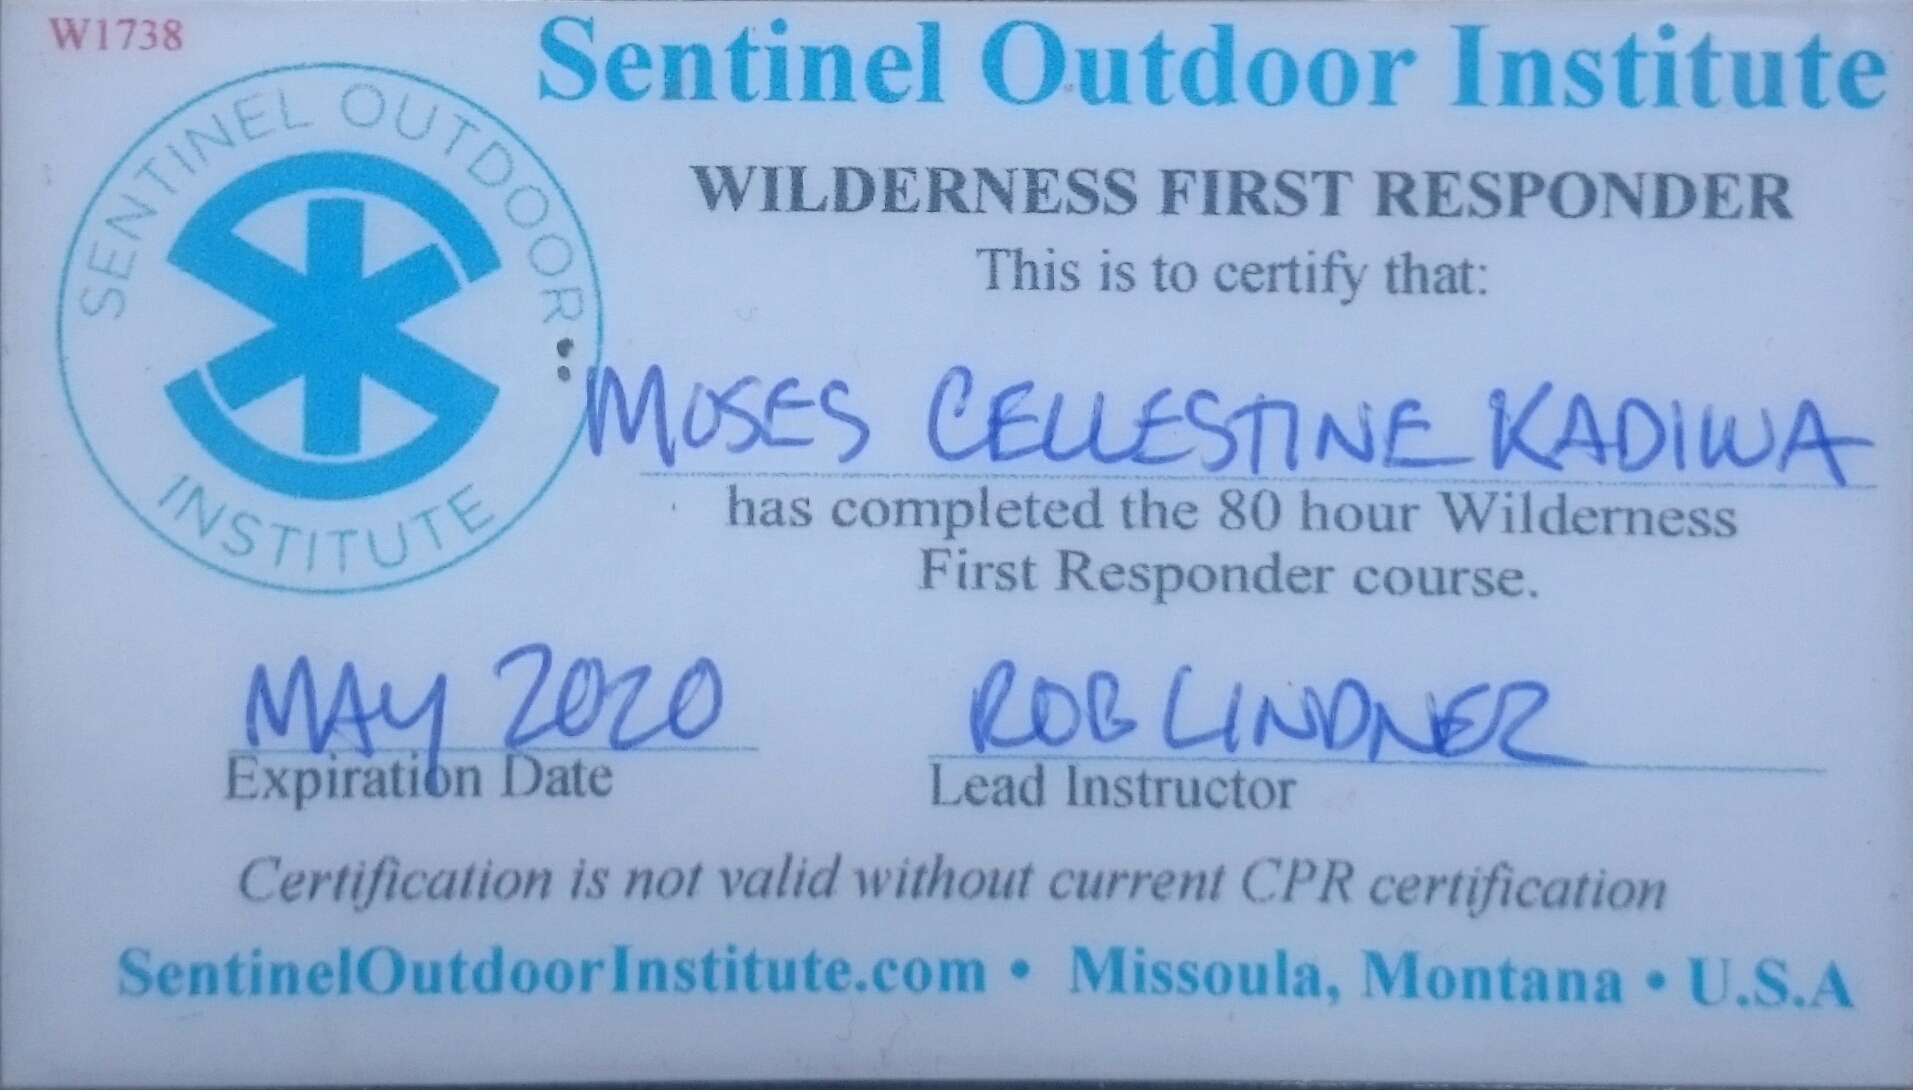 W1738
Sentinel Outdoor Institute
SENTINEL OUTDOOR
INSTITUTE
WILDERNESS FIRST RESPONDER
This is to certify that:
MOSES CELLESTINE KADIWA
has completed the 80 hour Wilderness
First Responder course.
MAY 2020
Expiration Date
ROB LINDNER
Lead Instructor
Certification is not valid without current CPR certification
SentinelOutdoorInstitute.com • Missoula, Montana • U.S.A